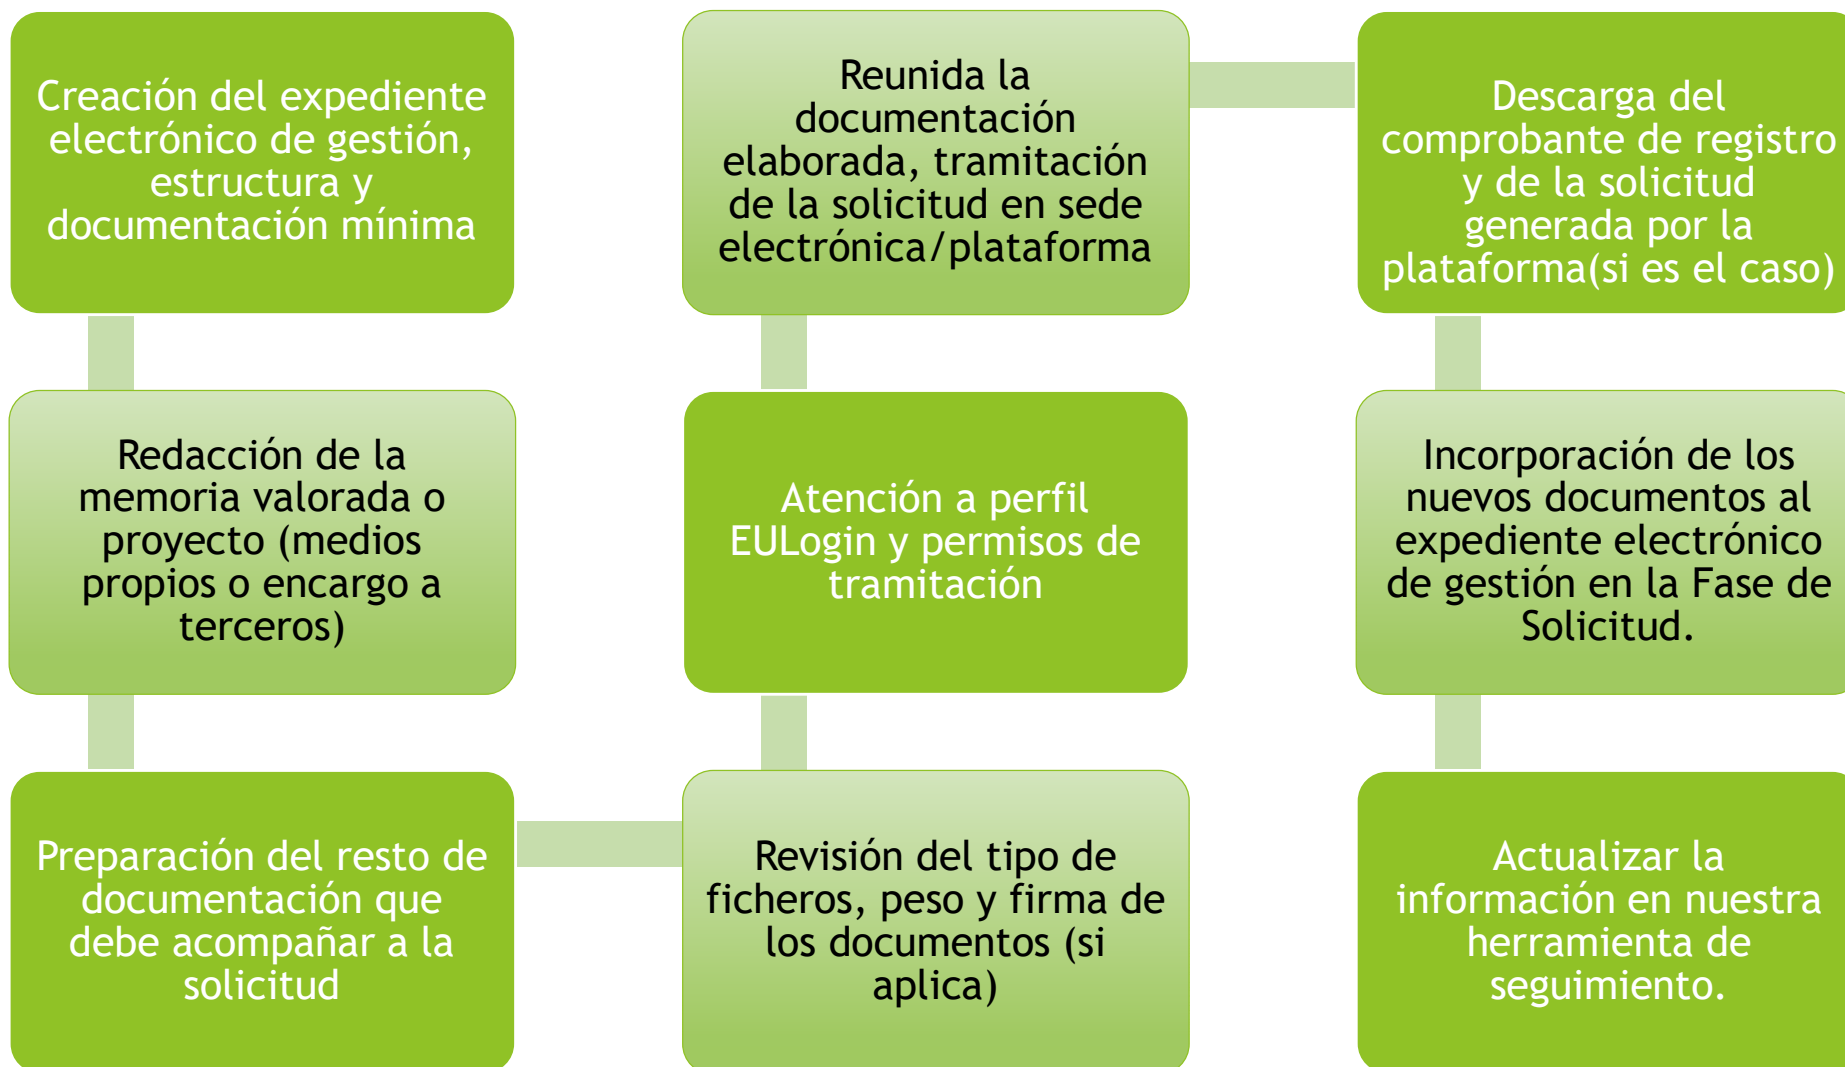 Creación del expediente
electrónico de gestión,
estructura y
documentación mínima
Redacción de la
memoria valorada o
proyecto (medios
propios o encargo a
terceros)
Preparación del resto de
documentación que
debe acompañar a la
solicitud
Revisión del tipo de
ficheros, peso y firma de
los documentos (si
aplica)
Atención a perfil
EULogin y permisos de
tramitación
Reunida la
documentación
elaborada, tramitación
de la solicitud en sede
electrónica/plataforma
Descarga del
comprobante de registro
y de la solicitud
generada por la
plataforma(si es el caso)
Incorporación de los
nuevos documentos al
expediente electrónico
de gestión en la Fase de
Solicitud.
Actualizar la
información en nuestra
herramienta de
seguimiento.